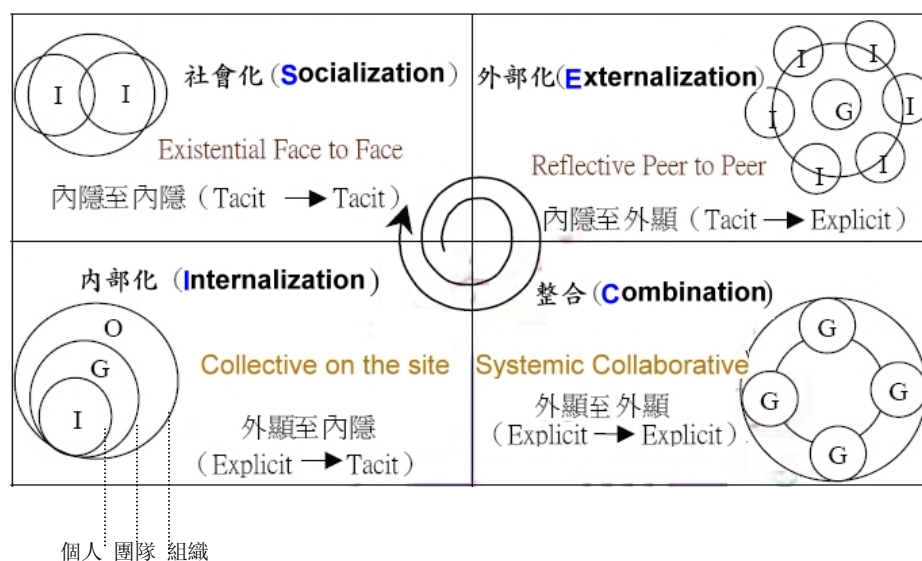 社會化 (Socialization)
I I
Existential Face to Face
內隱至內隱 (Tacit → Tacit)
外部化 (Externalization)
I I
I G I
I I
Reflective Peer to Peer
內隱至外顯 (Tacit → Explicit)
内部化 (Internalization)
O
G
I
Collective on the site
外顯至內隱
(Explicit → Tacit)
整合 (Combination)
G
G G
G
Systemic Collaborative
外顯至外顯
(Explicit → Explicit)
個人 團隊 組織